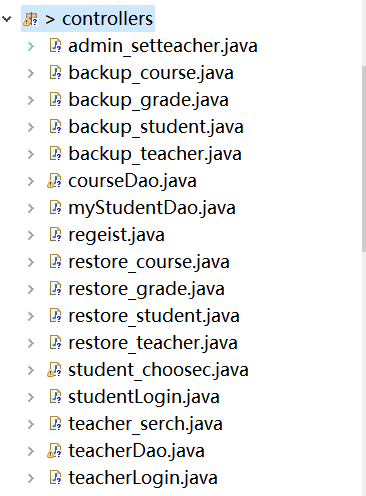 > controllers
admin_setteacher.java
backup_course.java
backup_grade.java
backup_student.java
backup_teacher.java
courseDao.java
myStudentDao.java
regeist.java
restore_course.java
restore_grade.java
restore_student.java
restore_teacher.java
student_choosec.java
studentLogin.java
teacher_serch.java
teacherDao.java
teacherLogin.java